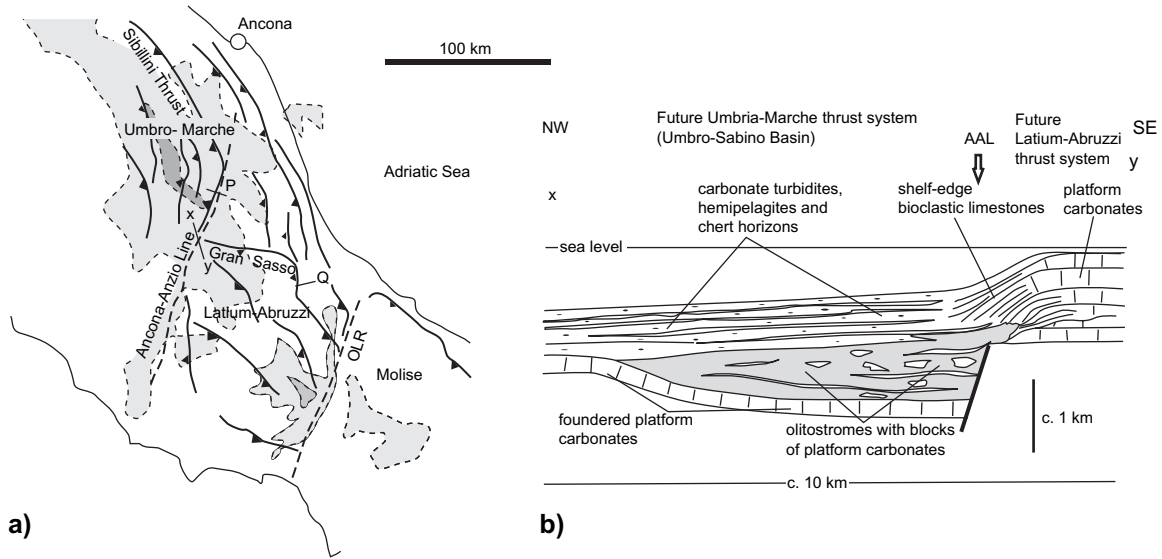 Ancona
100 km
Sibillini Thrust
Umbro- Marche
Adriatic Sea
P
x
y
Gran Sasso
Q
Ancona-Anzio Line
Latium-Abruzzi
OLR
Molise
a)
NW
Future Umbria-Marche thrust system
(Umbro-Sabino Basin)
AAL
Future
Latium-Abruzzi
thrust system
SE
y
x
carbonate turbidites,
hemipelagites and
chert horizons
shelf-edge
bioclastic limestones
platform
carbonates
sea level
foundered platform
carbonates
olitostromes with blocks
of platform carbonates
c. 1 km
c. 10 km
b)